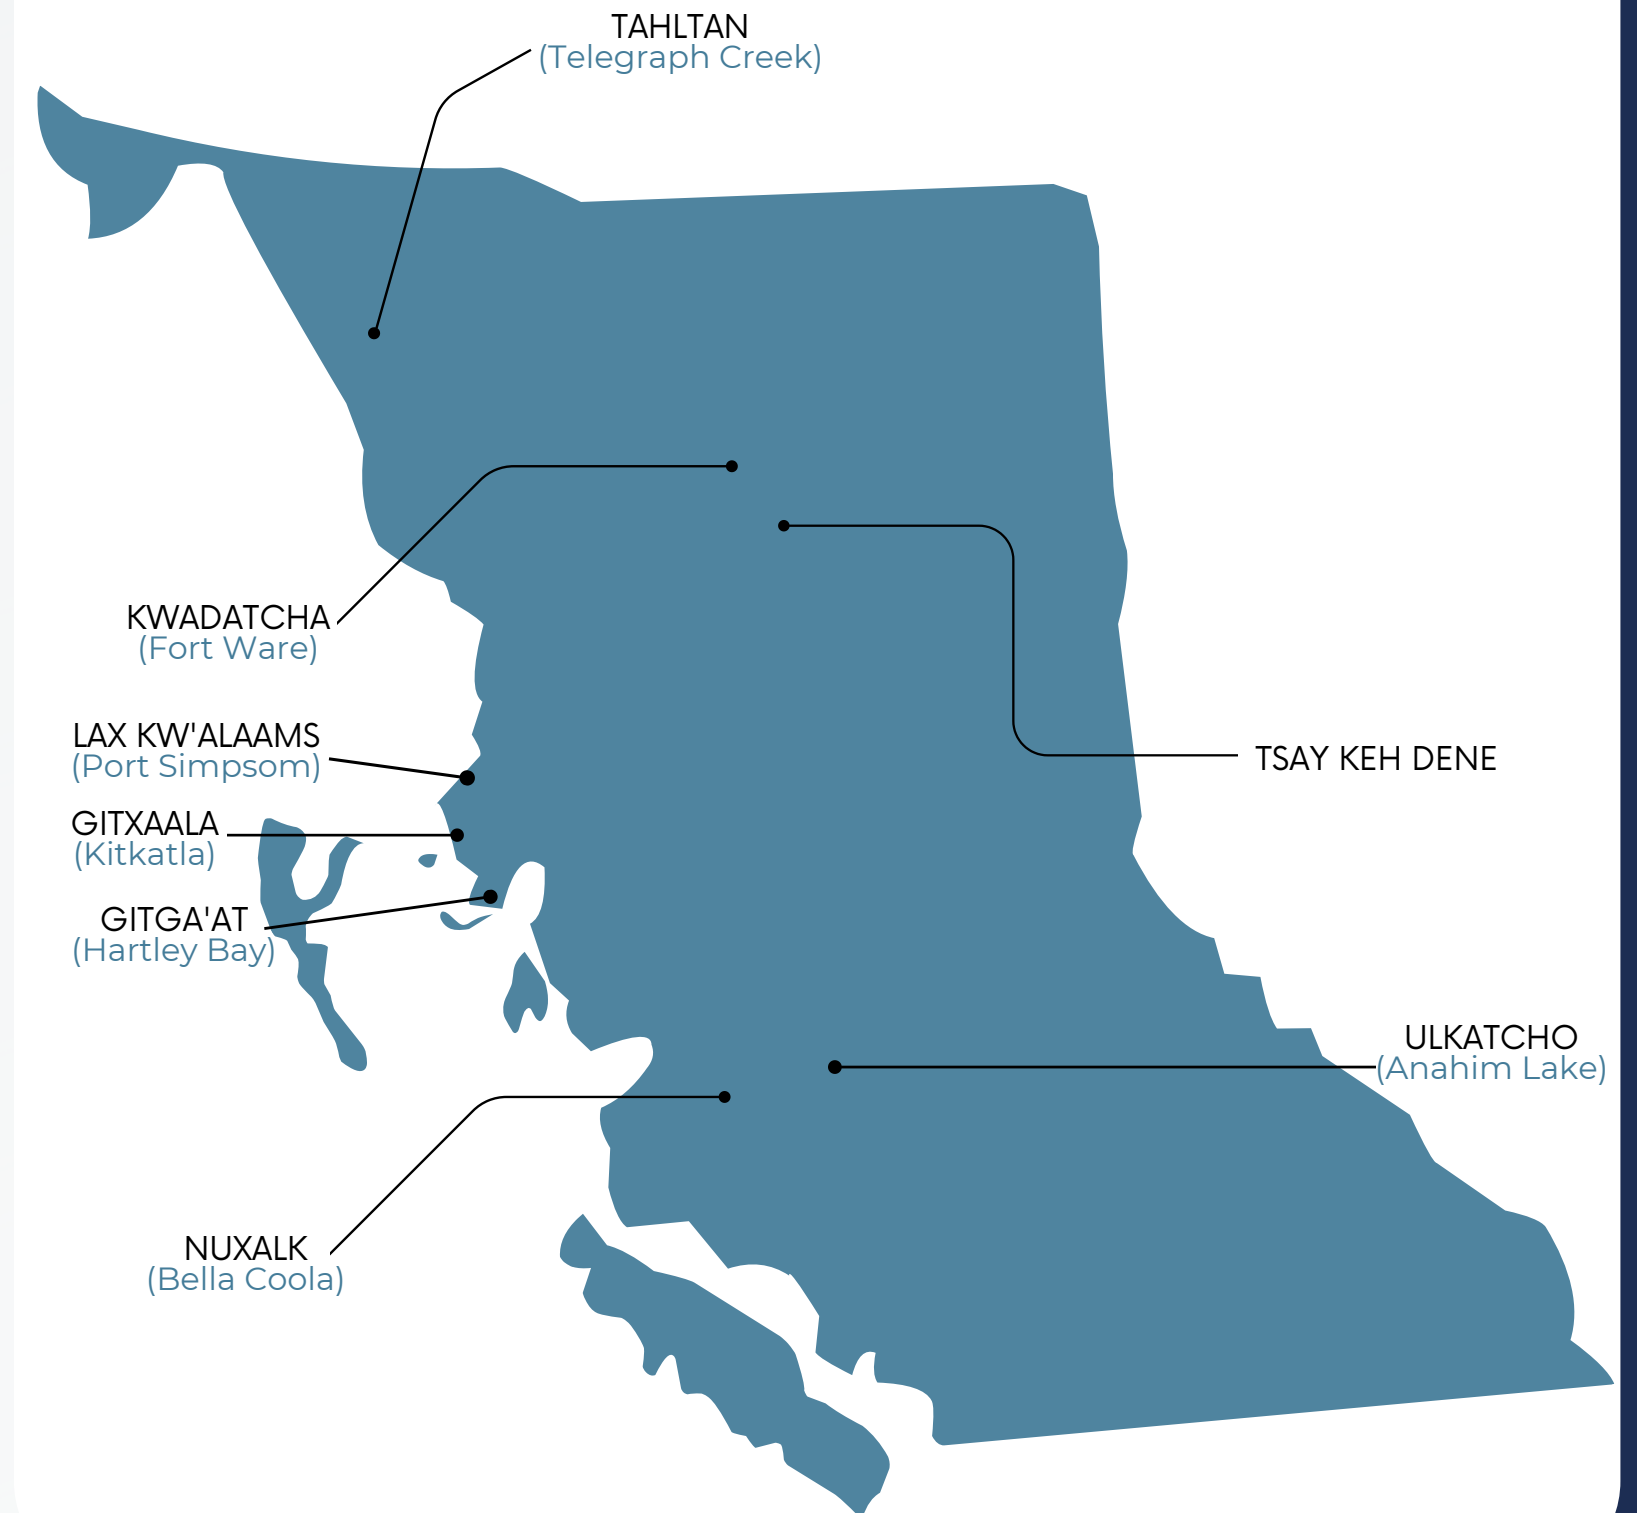 TAHLTAN
(Telegraph Creek)
KWADATCHA
(Fort Ware)
LAX KW'ALAAMS
(Port Simpsom)
TSAY KEH DENE
GITXAALA
(Kitkatla)
GITGA'AT
(Hartley Bay)
ULKATCHO
(Anahim Lake)
NUXALK
(Bella Coola)